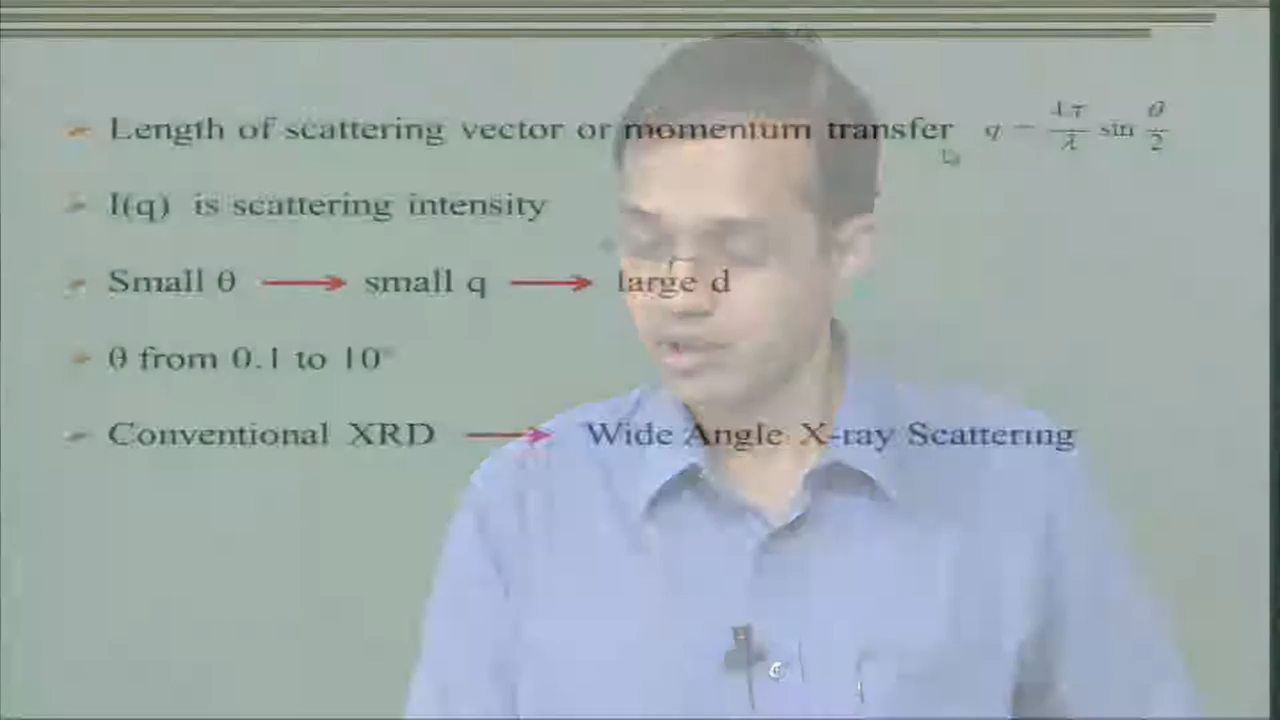 Length of scattering vector or momentum transfer q = 4π/λ sin θ/2
I(q) is scattering intensity
Small θ → small q → large d
θ from 0.1 to 10°
Conventional XRD → Wide Angle X-ray Scattering